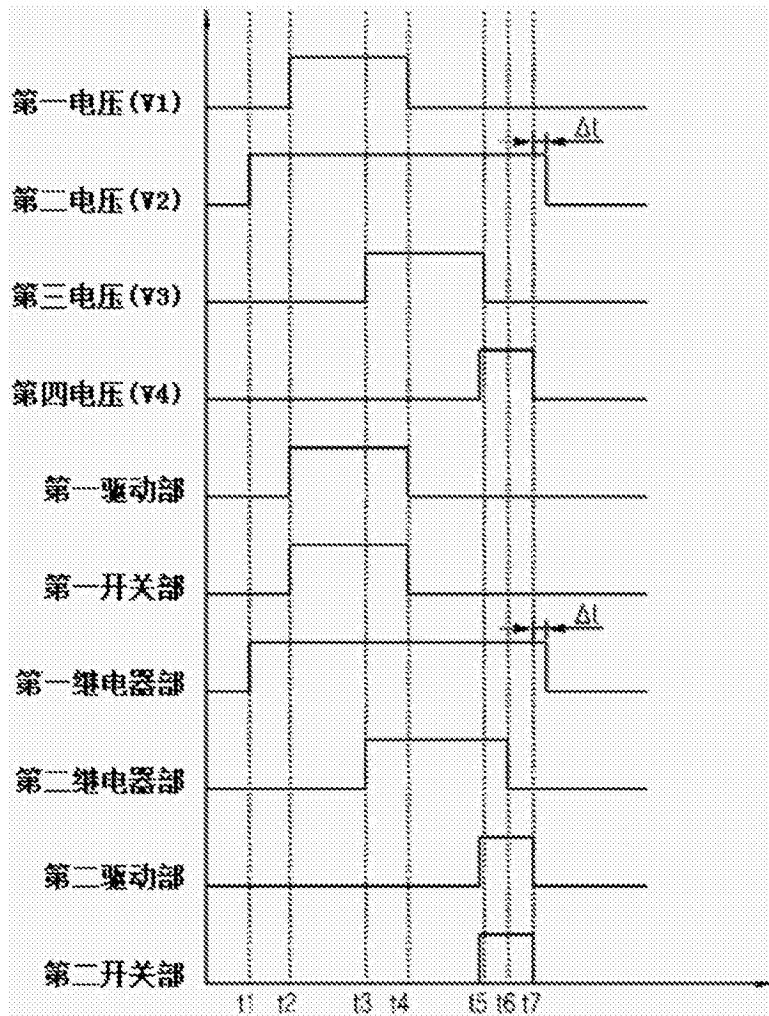 第一电压(V1)
Δt
第二电压(V2)
第三电压(V3)
第四电压(V4)
第一驱动部
第一开关部
Δt
第一继电器部
第二继电器部
第二驱动部
第二开关部
t1 t2 t3 t4 t5 t6 t7